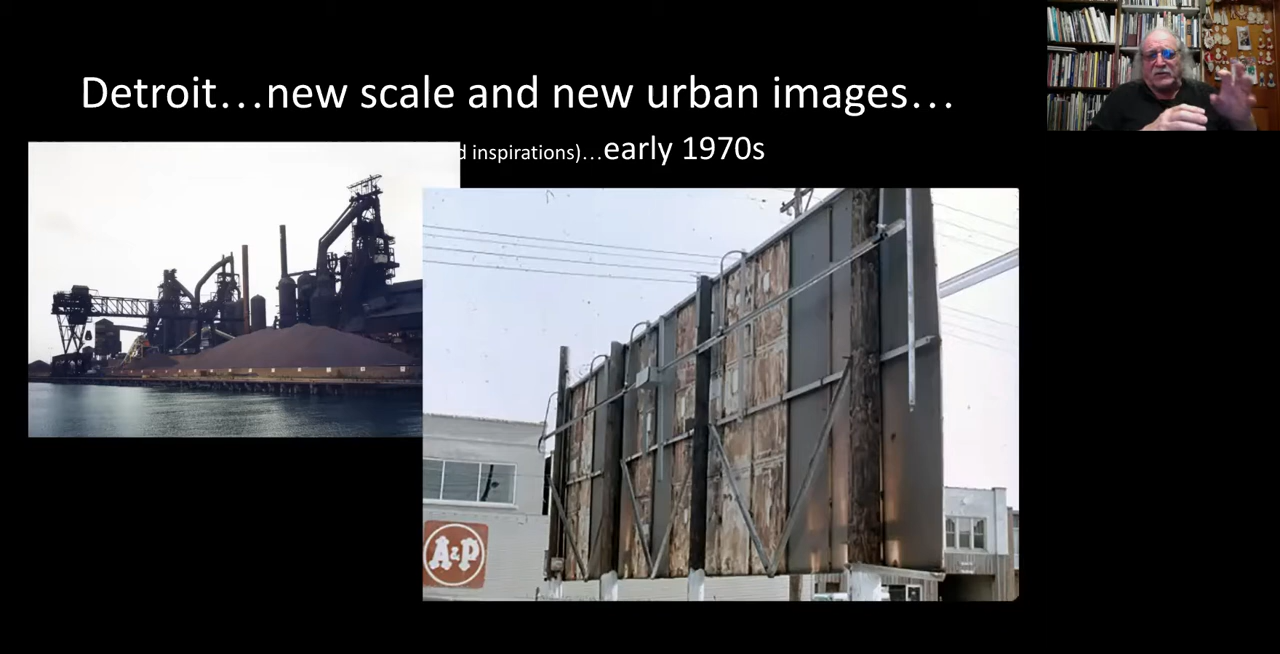 Detroit…new scale and new urban images…
inspirations)…early 1970s
A&P